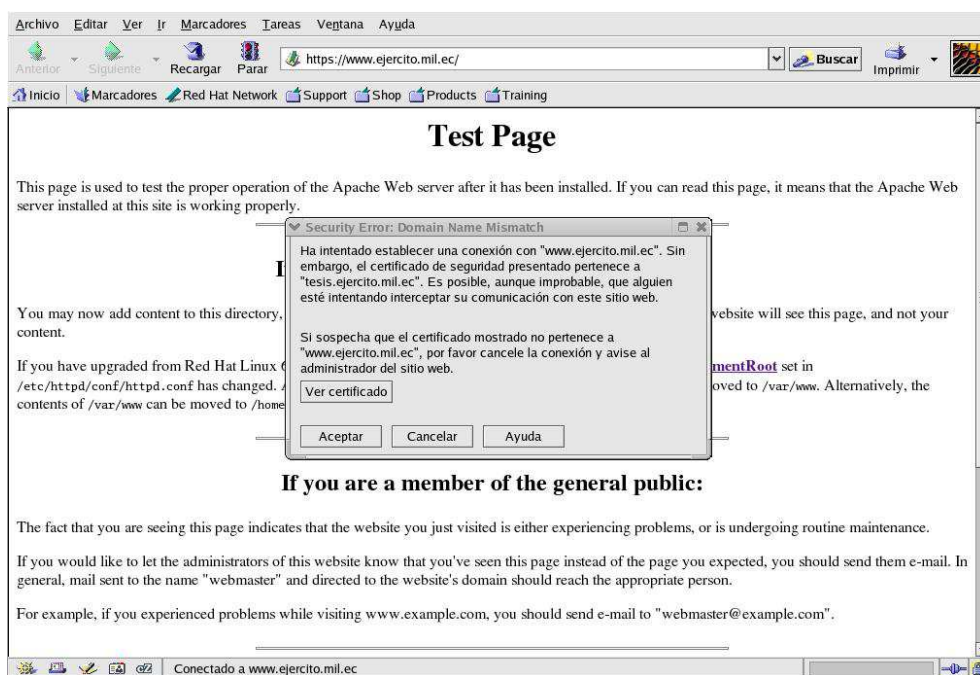 Archivo Editar Ver Ir Marcadores Tareas Ventana Ayuda
Anterior Siguiente Recargar Parar https://www.ejercito.mil.ec/ Buscar Imprimir
Inicio Marcadores Red Hat Network Support Shop Products Training
Test Page
This page is used to test the proper operation of the Apache Web server after it has been installed. If you can read this page, it means that the Apache Web
server installed at this site is working properly.
Security Error: Domain Name Mismatch
Ha intentado establecer una conexión con "www.ejercito.mil.ec". Sin
embargo, el certificado de seguridad presentado pertenece a
"tesis.ejercito.mil.ec". Es posible, aunque improbable, que alguien
esté intentando interceptar su comunicación con este sitio web.
Si sospecha que el certificado mostrado no pertenece a
"www.ejercito.mil.ec", por favor cancele la conexión y avise al
administrador del sitio web.
Ver certificado
Aceptar Cancelar Ayuda
You may now add content to this directory, website will see this page, and not your
content.
If you have upgraded from Red Hat Linux mentRoot set in
/etc/httpd/conf/httpd.conf has changed. oved to /var/www. Alternatively, the
contents of /var/www can be moved to /home
If you are a member of the general public:
The fact that you are seeing this page indicates that the website you just visited is either experiencing problems, or is undergoing routine maintenance.
If you would like to let the administrators of this website know that you've seen this page instead of the page you expected, you should send them e-mail. In
general, mail sent to the name "webmaster" and directed to the website's domain should reach the appropriate person.
For example, if you experienced problems while visiting www.example.com, you should send e-mail to "webmaster@example.com".
Conectado a www.ejercito.mil.ec